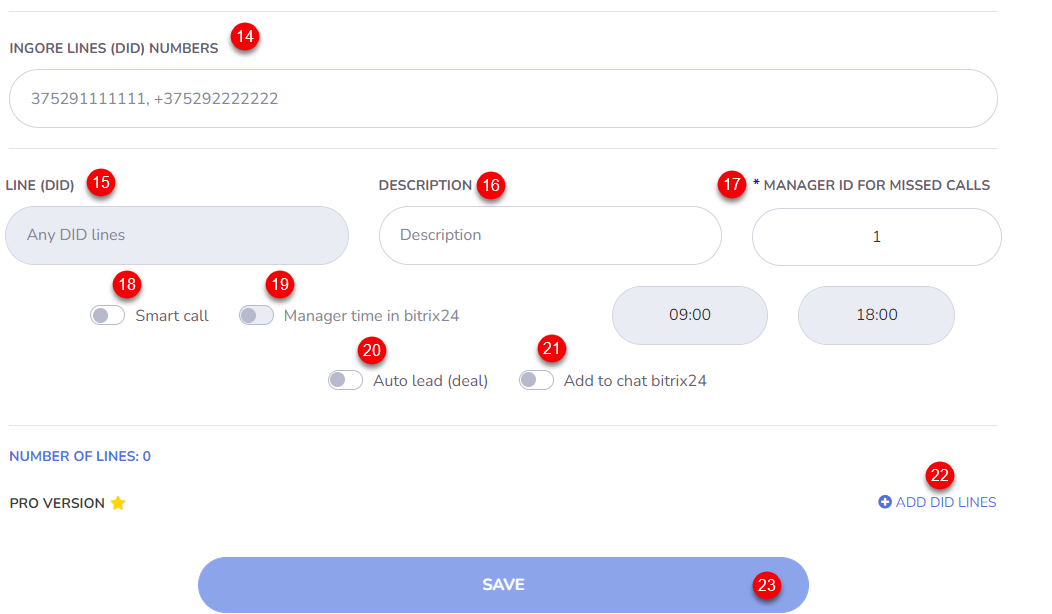 INGORE LINES (DID) NUMBERS 14
375291111111, +375292222222
LINE (DID) 15
DESCRIPTION 16
17 * MANAGER ID FOR MISSED CALLS
Any DID lines
Description
1
18
19
Smart call
Manager time in bitrix24
09:00
18:00
20
21
Auto lead (deal)
Add to chat bitrix24
NUMBER OF LINES: 0
22
PRO VERSION
ADD DID LINES
SAVE 23